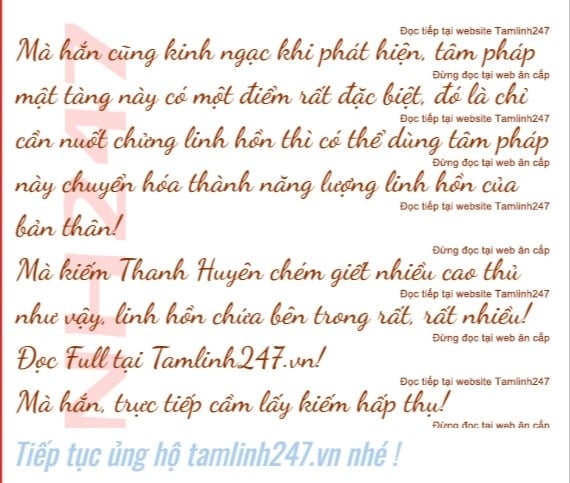 Đọc tiếp tại website Tamlinh247
Mà hắn cũng kinh ngạc khi phát hiện, tâm pháp
Đừng đọc tại web ăn cắp
mật tàng này có một điểm rất đặc biệt, đó là chỉ
Đọc tiếp tại website Tamlinh247
cần nuốt chửng linh hồn thì có thể dùng tâm pháp
Đừng đọc tại web ăn cắp
này chuyển hóa thành năng lượng linh hồn của
Đọc tiếp tại website Tamlinh247
bản thân!
Đừng đọc tại web ăn cắp
Mà kiếm Thanh Huyên chém giết nhiều cao thủ
Đọc tiếp tại website Tamlinh247
như vậy, linh hồn chứa bên trong rất, rất nhiều!
Đừng đọc tại web ăn cắp
Đọc Full tại Tamlinh247.vn!
Đọc tiếp tại website Tamlinh247
Mà hắn, trực tiếp cầm lấy kiếm hấp thụ!
Đừng đọc tại web ăn cắp
Tiếp tục ủng hộ tamlinh247.vn nhé !
NH247